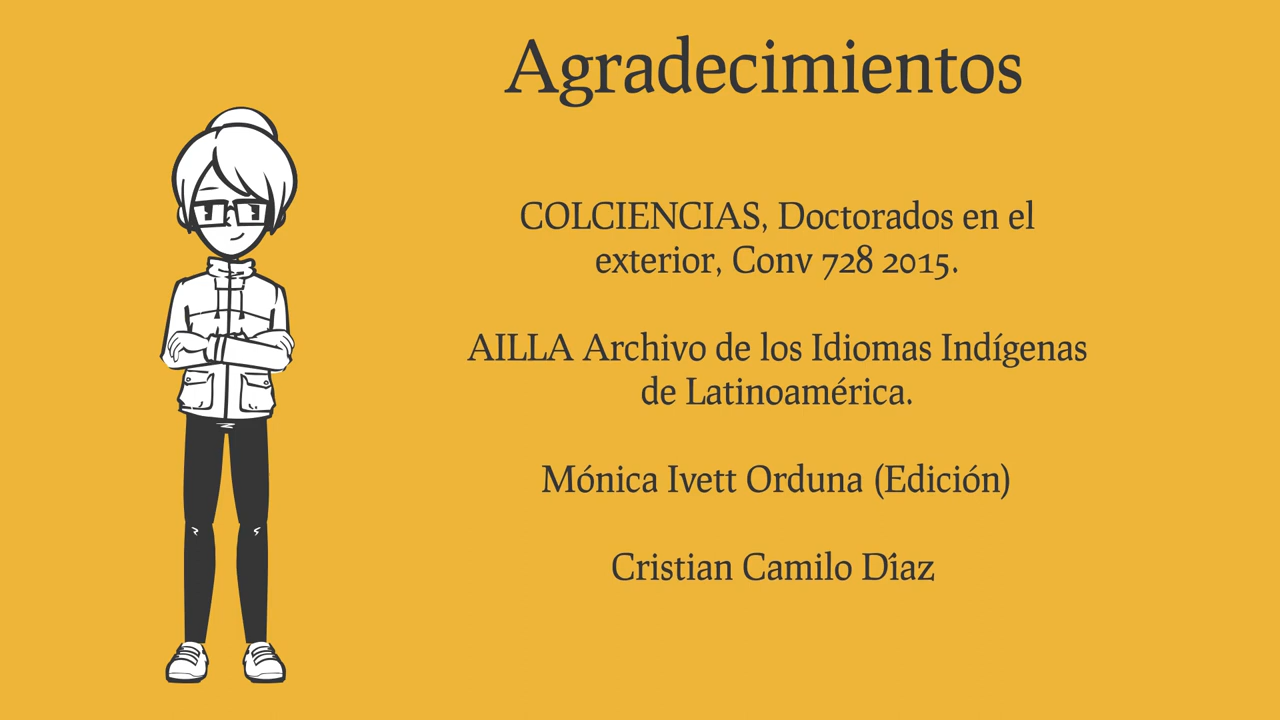 Agradecimientos
COLCIENCIAS, Doctorados en el
exterior, Conv 728 2015.
AILLA Archivo de los Idiomas Indígenas
de Latinoamérica.
Mónica Ivett Orduna (Edición)
Cristian Camilo Díaz